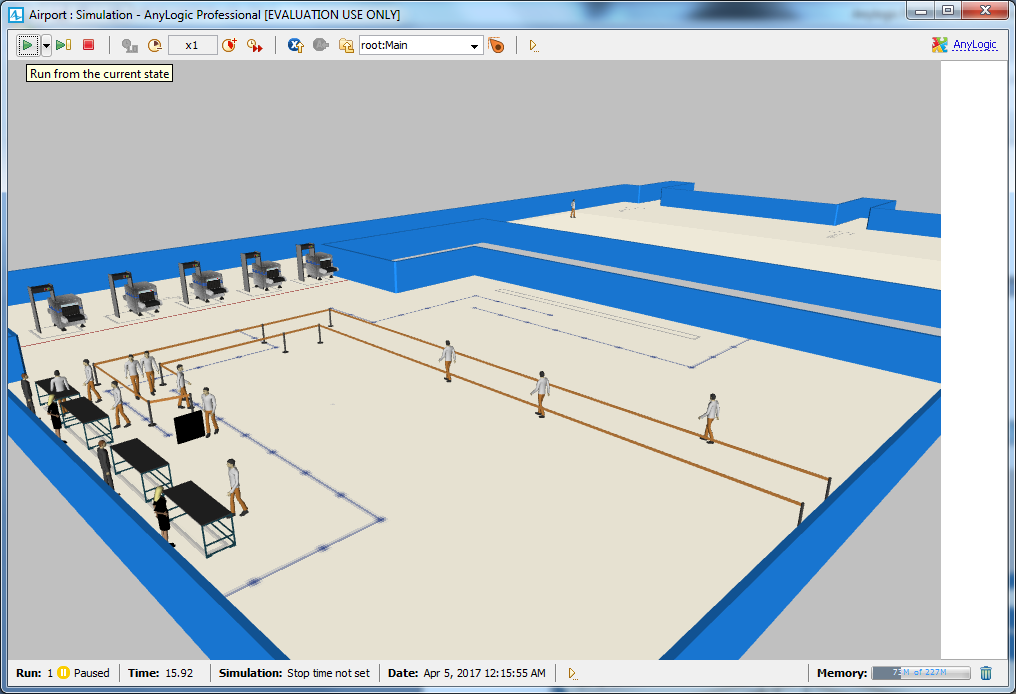 Airport : Simulation - AnyLogic Professional [EVALUATION USE ONLY]
x1
root:Main
AnyLogic
Run from the current state
Run: 1 Paused Time: 15.92 Simulation: Stop time not set Date: Apr 5, 2017 12:15:55 AM Memory: of 227M